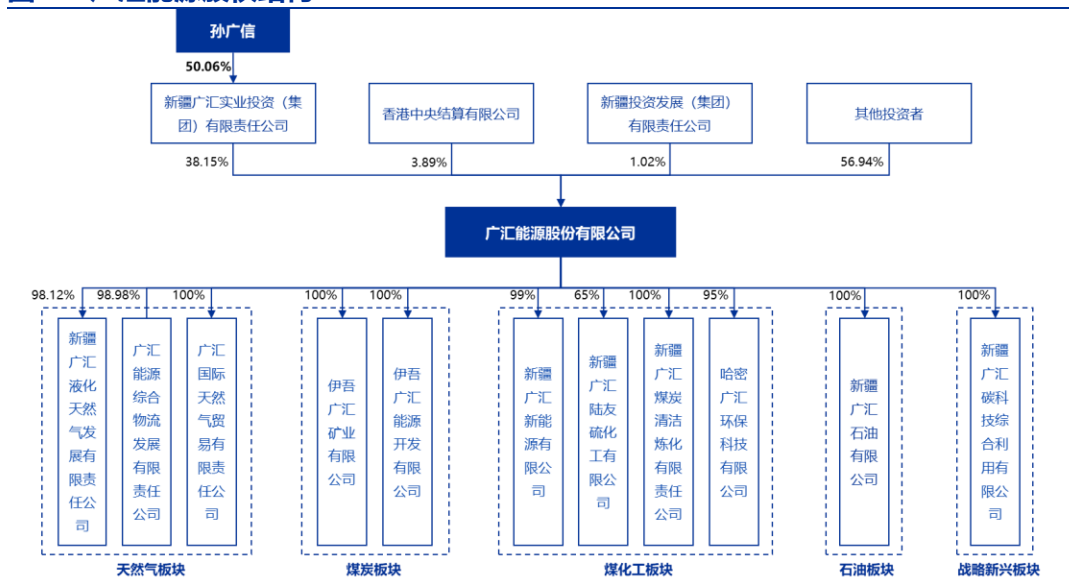 孙广信
50.06%
新疆广汇实业投资（集
团）有限责任公司
香港中央结算有限公司
新疆投资发展（集团）
有限责任公司
其他投资者
38.15%
3.89%
1.02%
56.94%
广汇能源股份有限公司
98.12%
98.98%
100%
100%
100%
99%
65%
100%
95%
100%
100%
新疆
广汇
液化
天然
气发
展有
限责
任公
司
广汇
能源
综合
物流
发展
有限
责任
公司
广汇
国际
天然
气贸
易有
限责
任公
司
伊吾
广汇
矿业
有限
公司
伊吾
广汇
能源
开发
有限
公司
新疆
广汇
新能
源有
限公
司
新疆
广汇
陆友
硫化
工有
限公
司
新疆
广汇
煤炭
清洁
炼化
有限
责任
公司
哈密
广汇
环保
科技
有限
公司
新疆
广汇
石油
有限
公司
新疆
广汇
碳科
技综
合利
用有
限公
司
天然气板块
煤炭板块
煤化工板块
石油板块
战略新兴板块